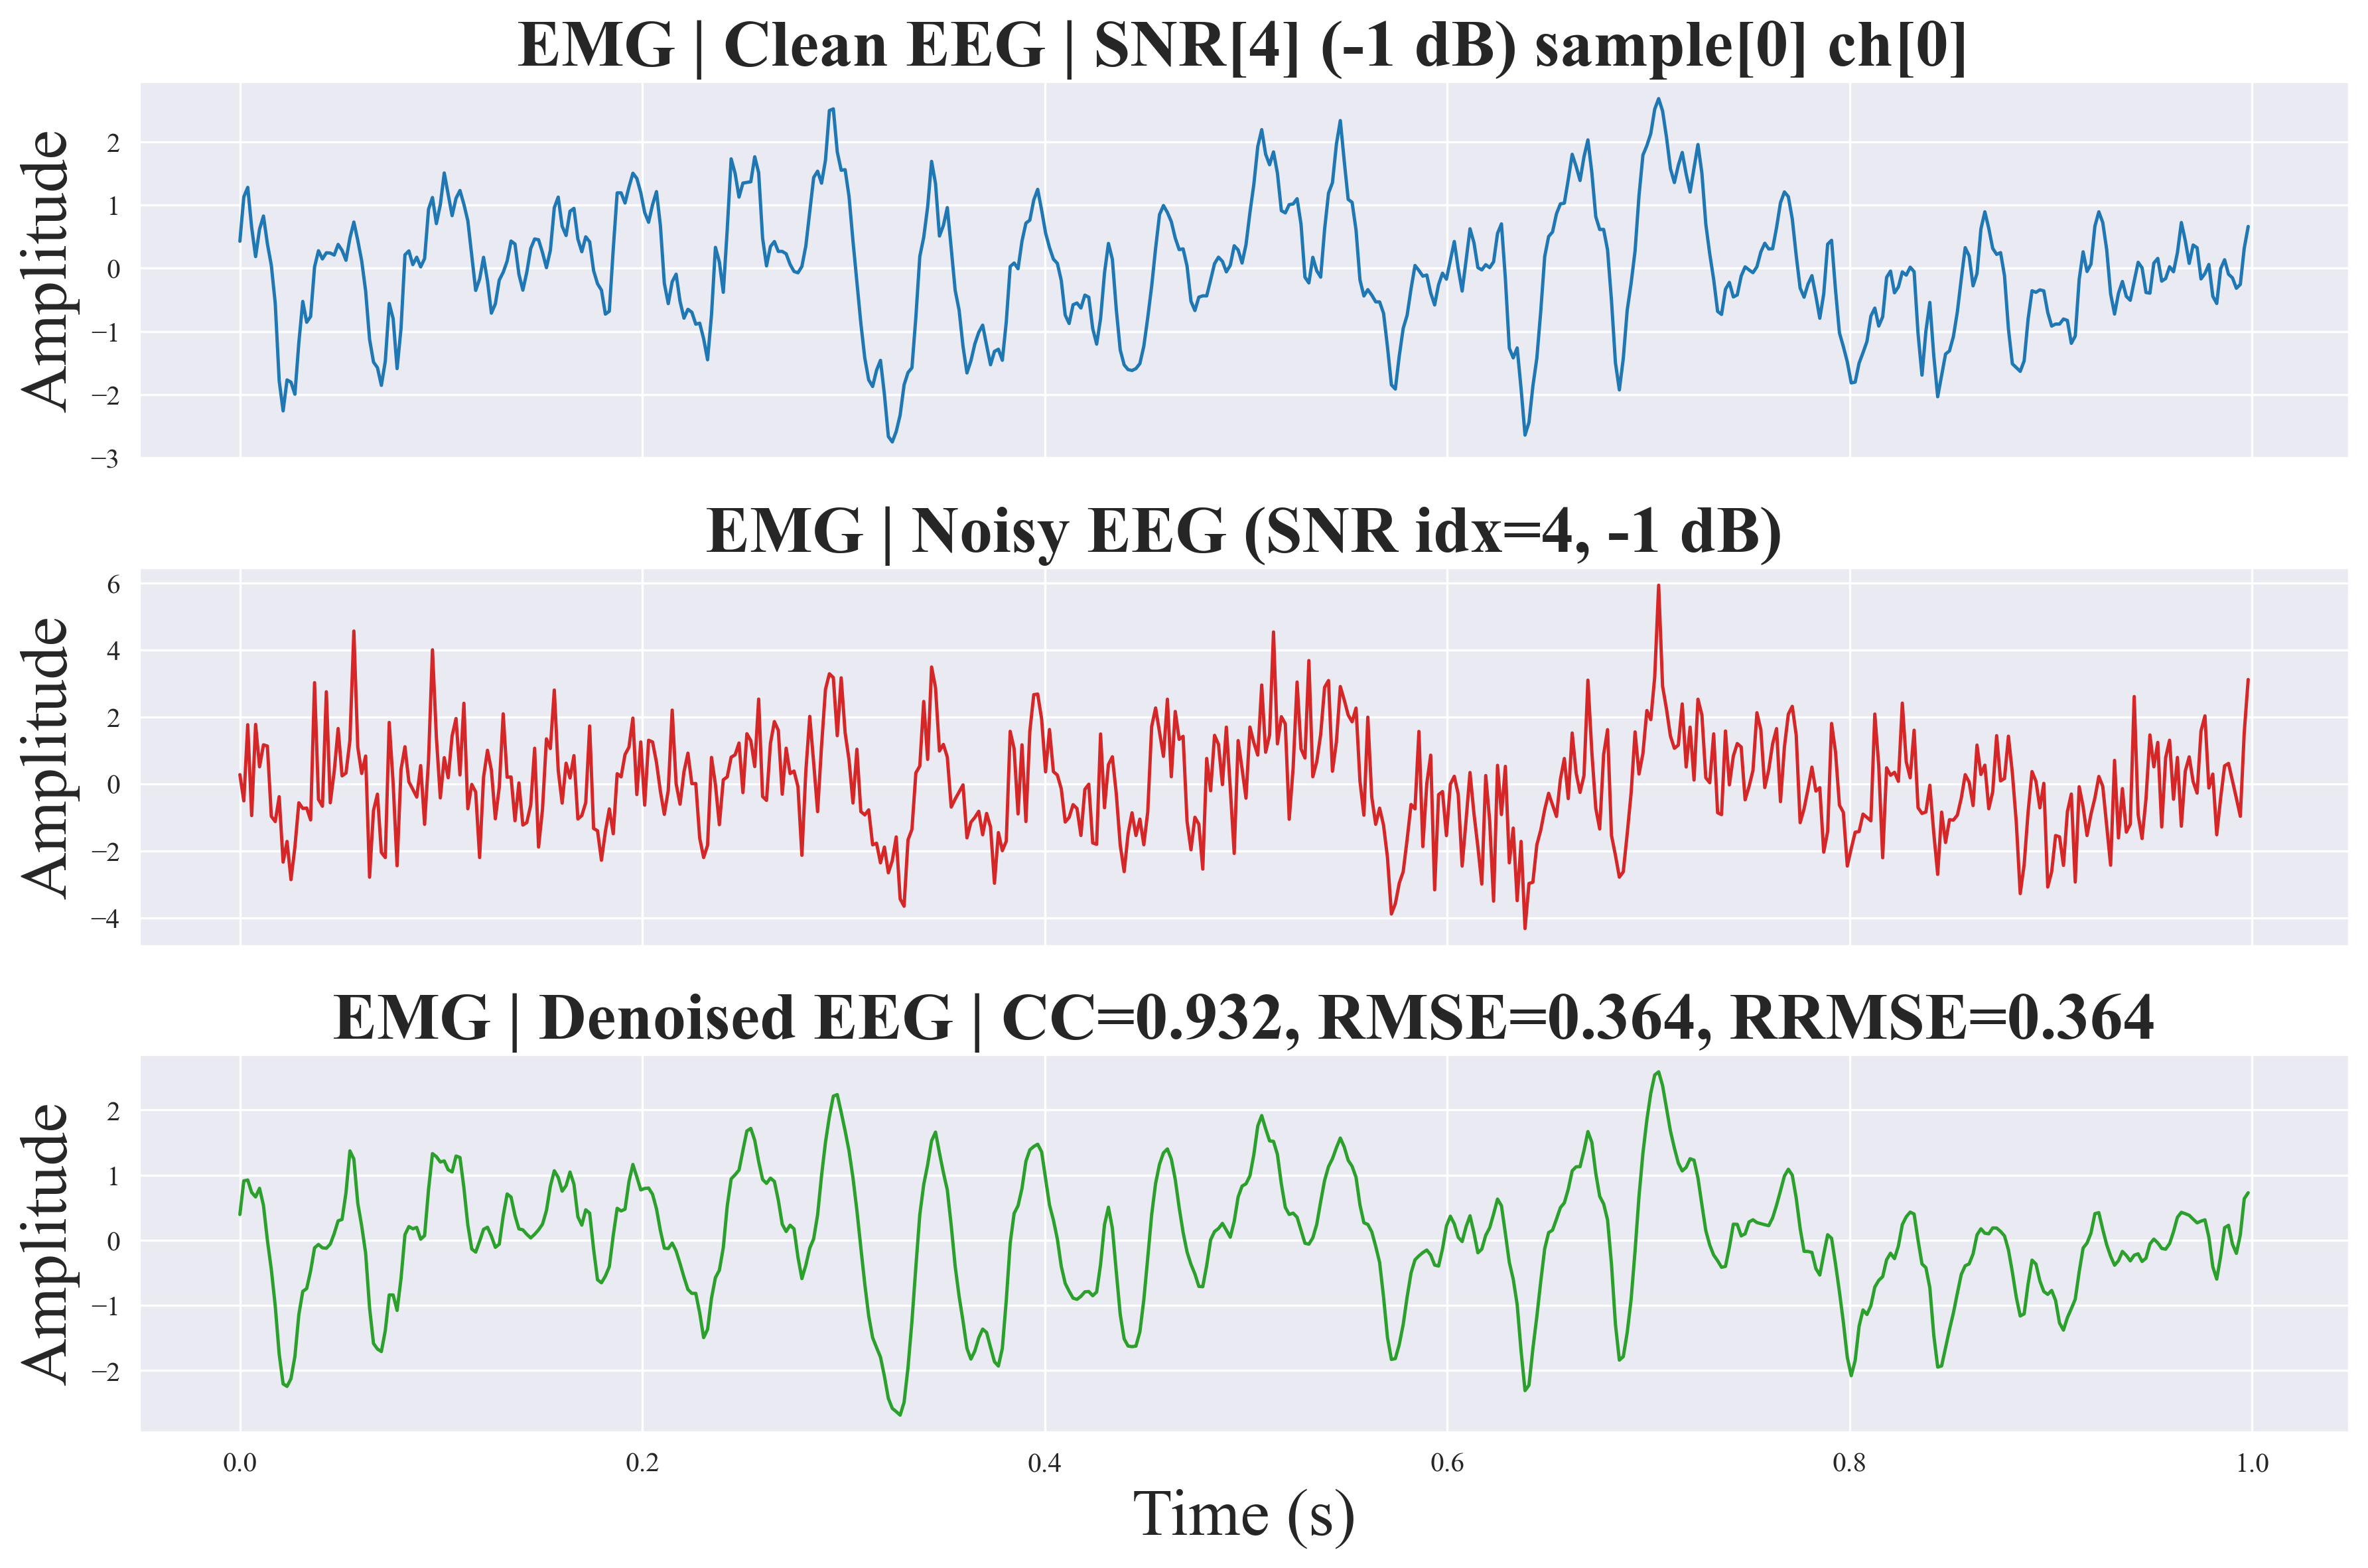 EMG | Clean EEG | SNR[4] (-1 dB) sample[0] ch[0]
Amplitude
2
1
0
−1
−2
−3
EMG | Noisy EEG (SNR idx=4, -1 dB)
Amplitude
6
4
2
0
−2
−4
EMG | Denoised EEG | CC=0.932, RMSE=0.364, RRMSE=0.364
Amplitude
2
1
0
−1
−2
0.0 0.2 0.4 0.6 0.8 1.0
Time (s)